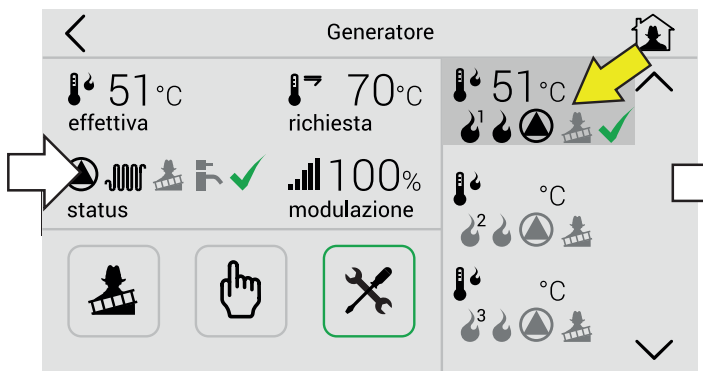 Generatore
51°C
effettiva
70°C
richiesta
status
100%
modulazione
51°C
1
°C
2
°C
3